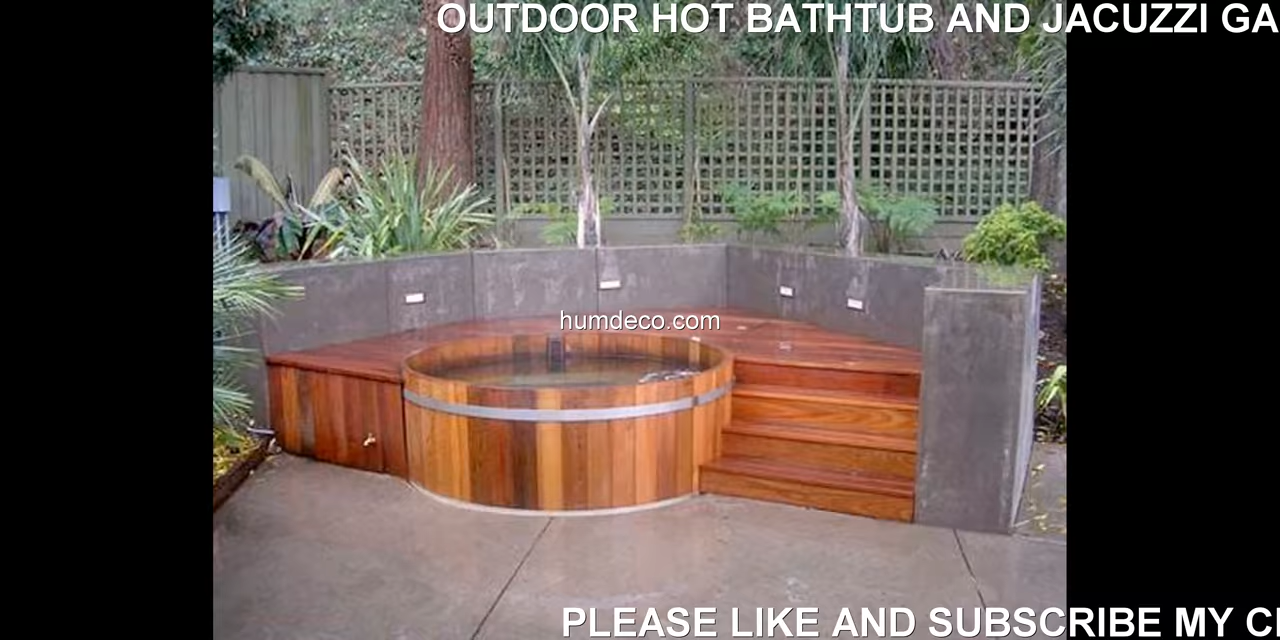 OUTDOOR HOT BATHTUB AND JACUZZI GA
humdeco.com
PLEASE LIKE AND SUBSCRIBE MY